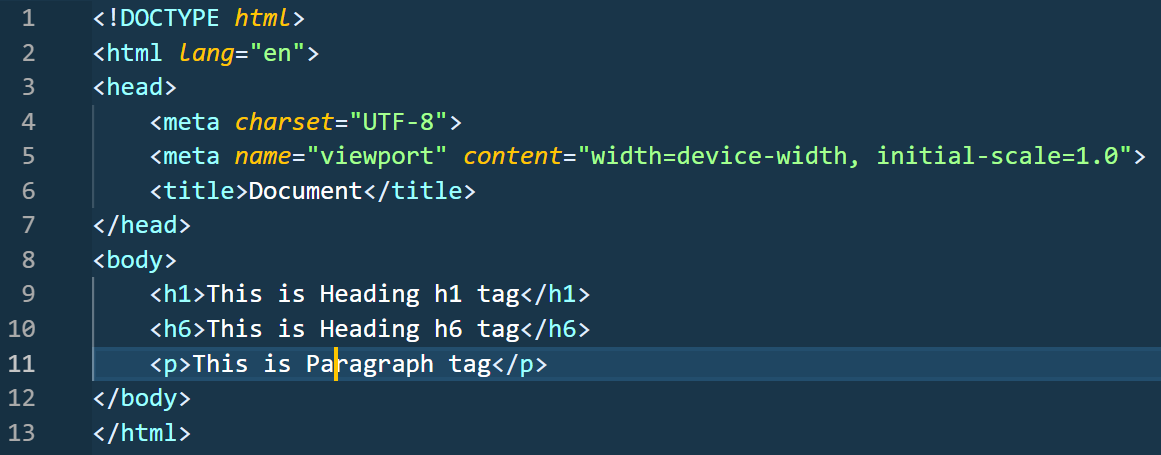 1 <!DOCTYPE html>
2 <html lang="en">
3 <head>
4     <meta charset="UTF-8">
5     <meta name="viewport" content="width=device-width, initial-scale=1.0">
6     <title>Document</title>
7 </head>
8 <body>
9     <h1>This is Heading h1 tag</h1>
10     <h6>This is Heading h6 tag</h6>
11     <p>This is Paragraph tag</p>
12 </body>
13 </html>